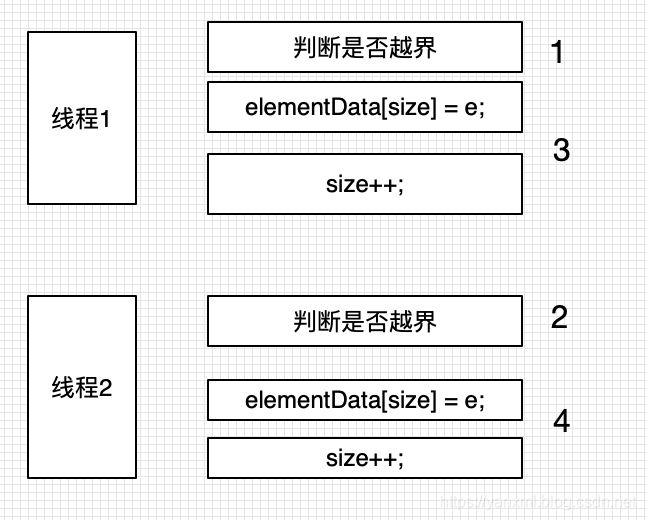 判断是否越界
1
线程1
elementData[size] = e;
3
size++;
判断是否越界
2
线程2
elementData[size] = e;
4
size++;
https://yanxml.blog.csdn.net